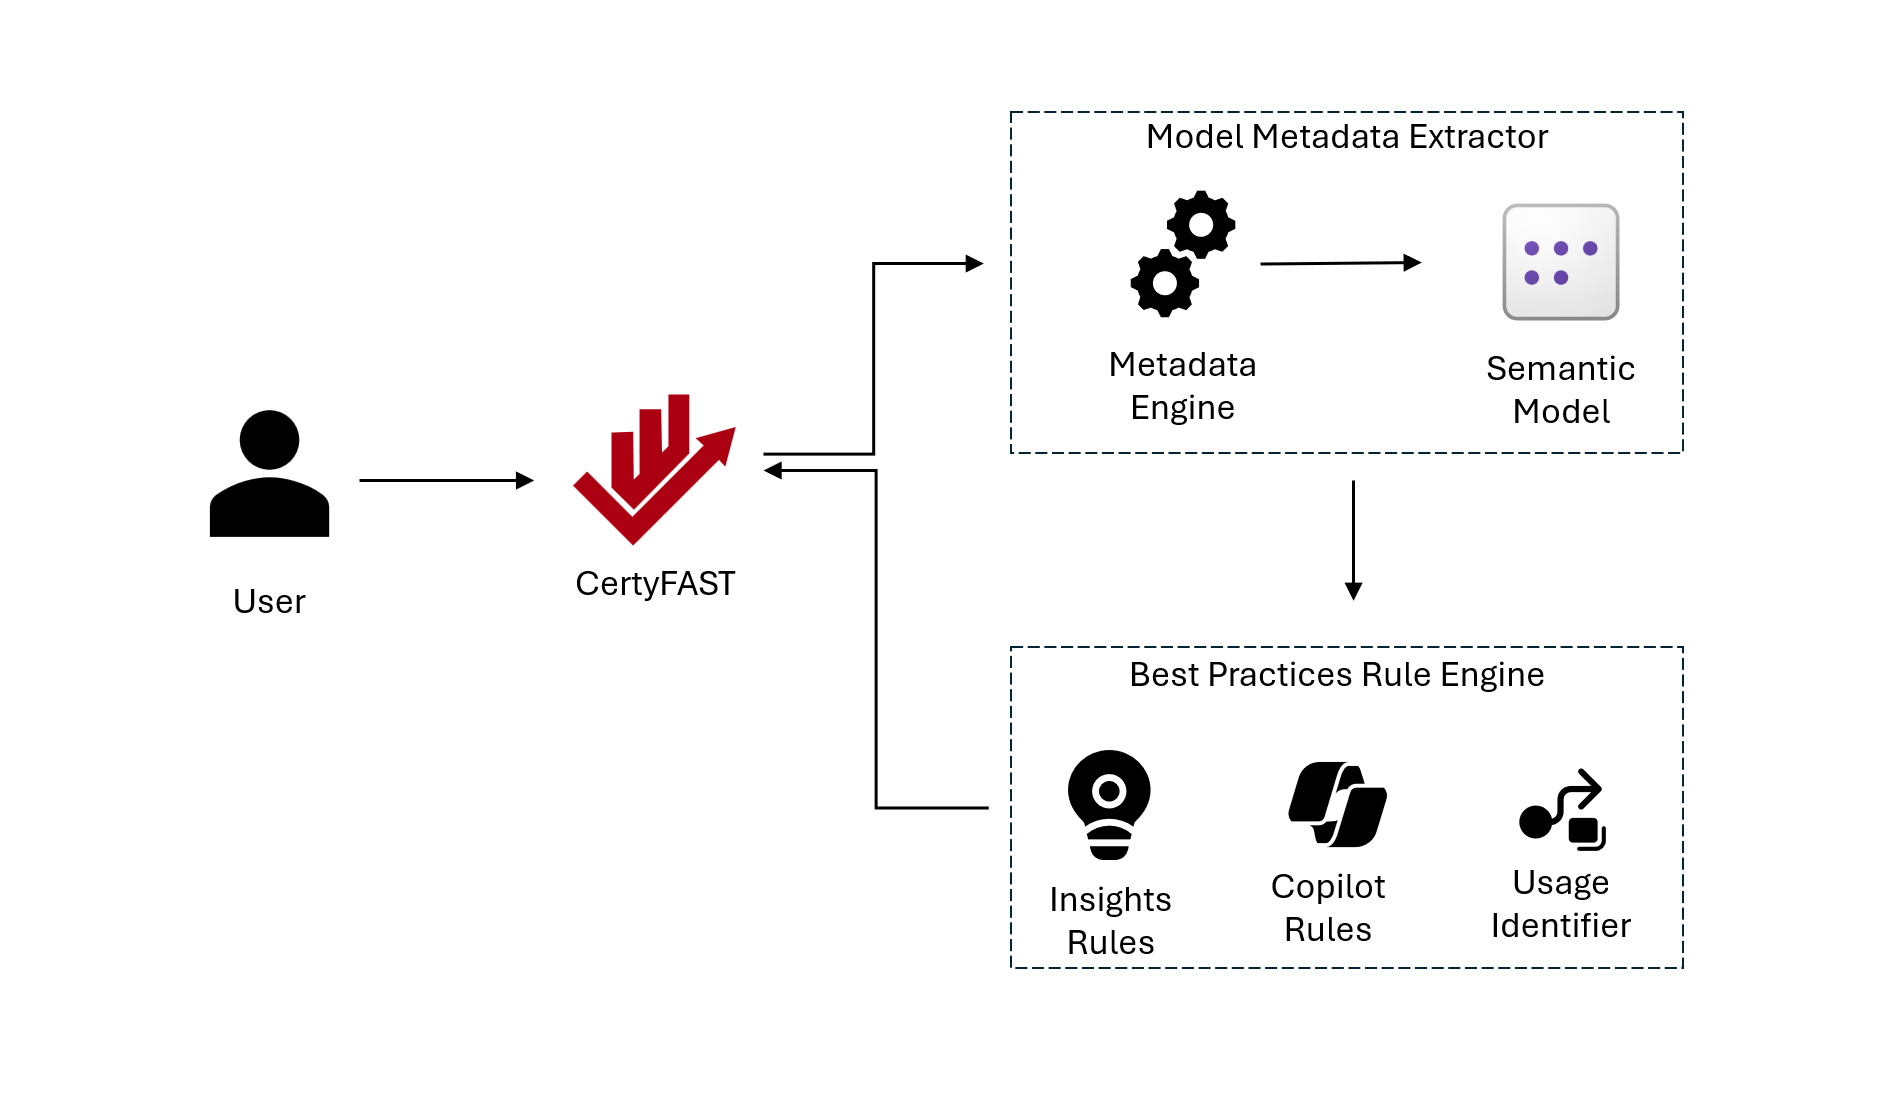 Model Metadata Extractor
Metadata
Engine
Semantic
Model
User
CertyFAST
Best Practices Rule Engine
Insights
Rules
Copilot
Rules
Usage
Identifier